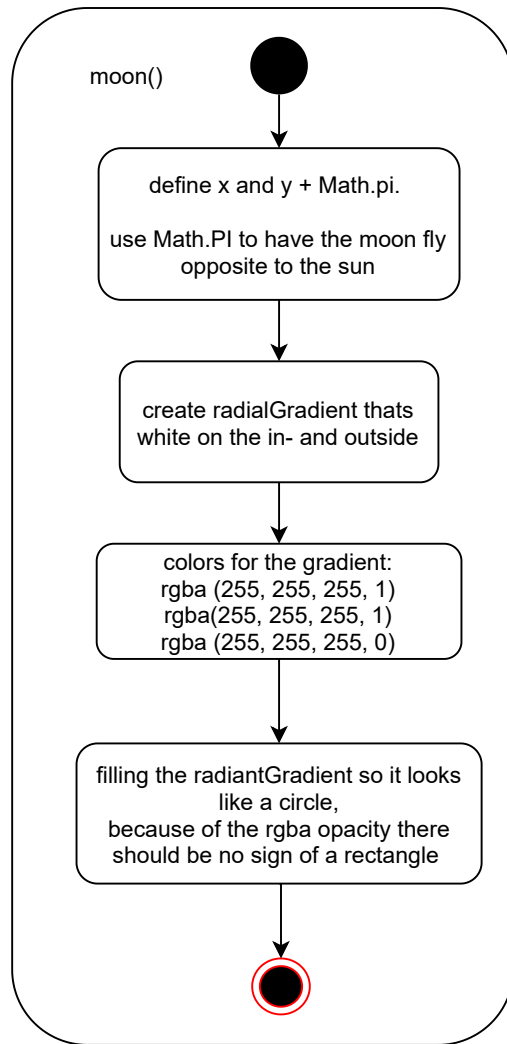 moon()
define x and y + Math.pi.
use Math.PI to have the moon fly
opposite to the sun
create radialGradient thats
white on the in- and outside
colors for the gradient:
rgba (255, 255, 255, 1)
rgba(255, 255, 255, 1)
rgba (255, 255, 255, 0)
filling the radiantGradient so it looks
like a circle,
because of the rgba opacity there
should be no sign of a rectangle